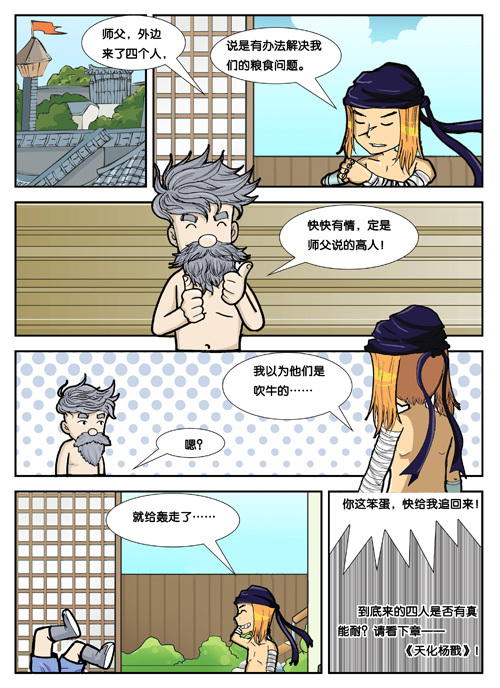 师父，外边
来了四个人，
说是有办法解决我
们的粮食问题。
快快有情，定是
师父说的高人！
我以为他们是
吹牛的……
嗯？
就给轰走了……
你这笨蛋，快给我追回来！
到底来的四人是否有真
能耐？请看下章——
《天化杨戬》！